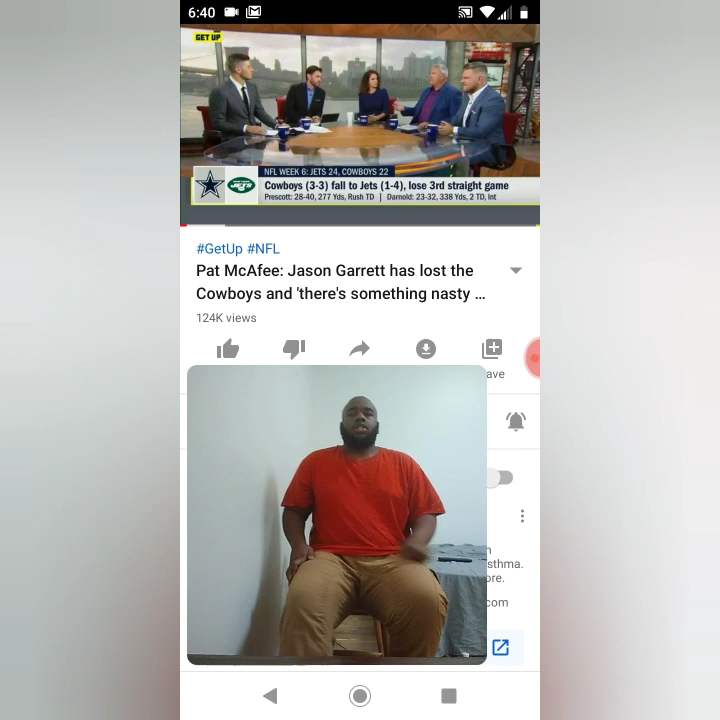 6:40
GET UP
NFL WEEK 6: JETS 24, COWBOYS 22
JETS
Cowboys (3-3) fall to Jets (1-4), lose 3rd straight game
Prescott: 28-40, 277 Yds, Rush TD | Darnold: 23-32, 338 Yds, 2 TD, Int
#GetUp #NFL
Pat McAfee: Jason Garrett has lost the
Cowboys and 'there's something nasty ...
124K views
ave
sthma.
ore.
com